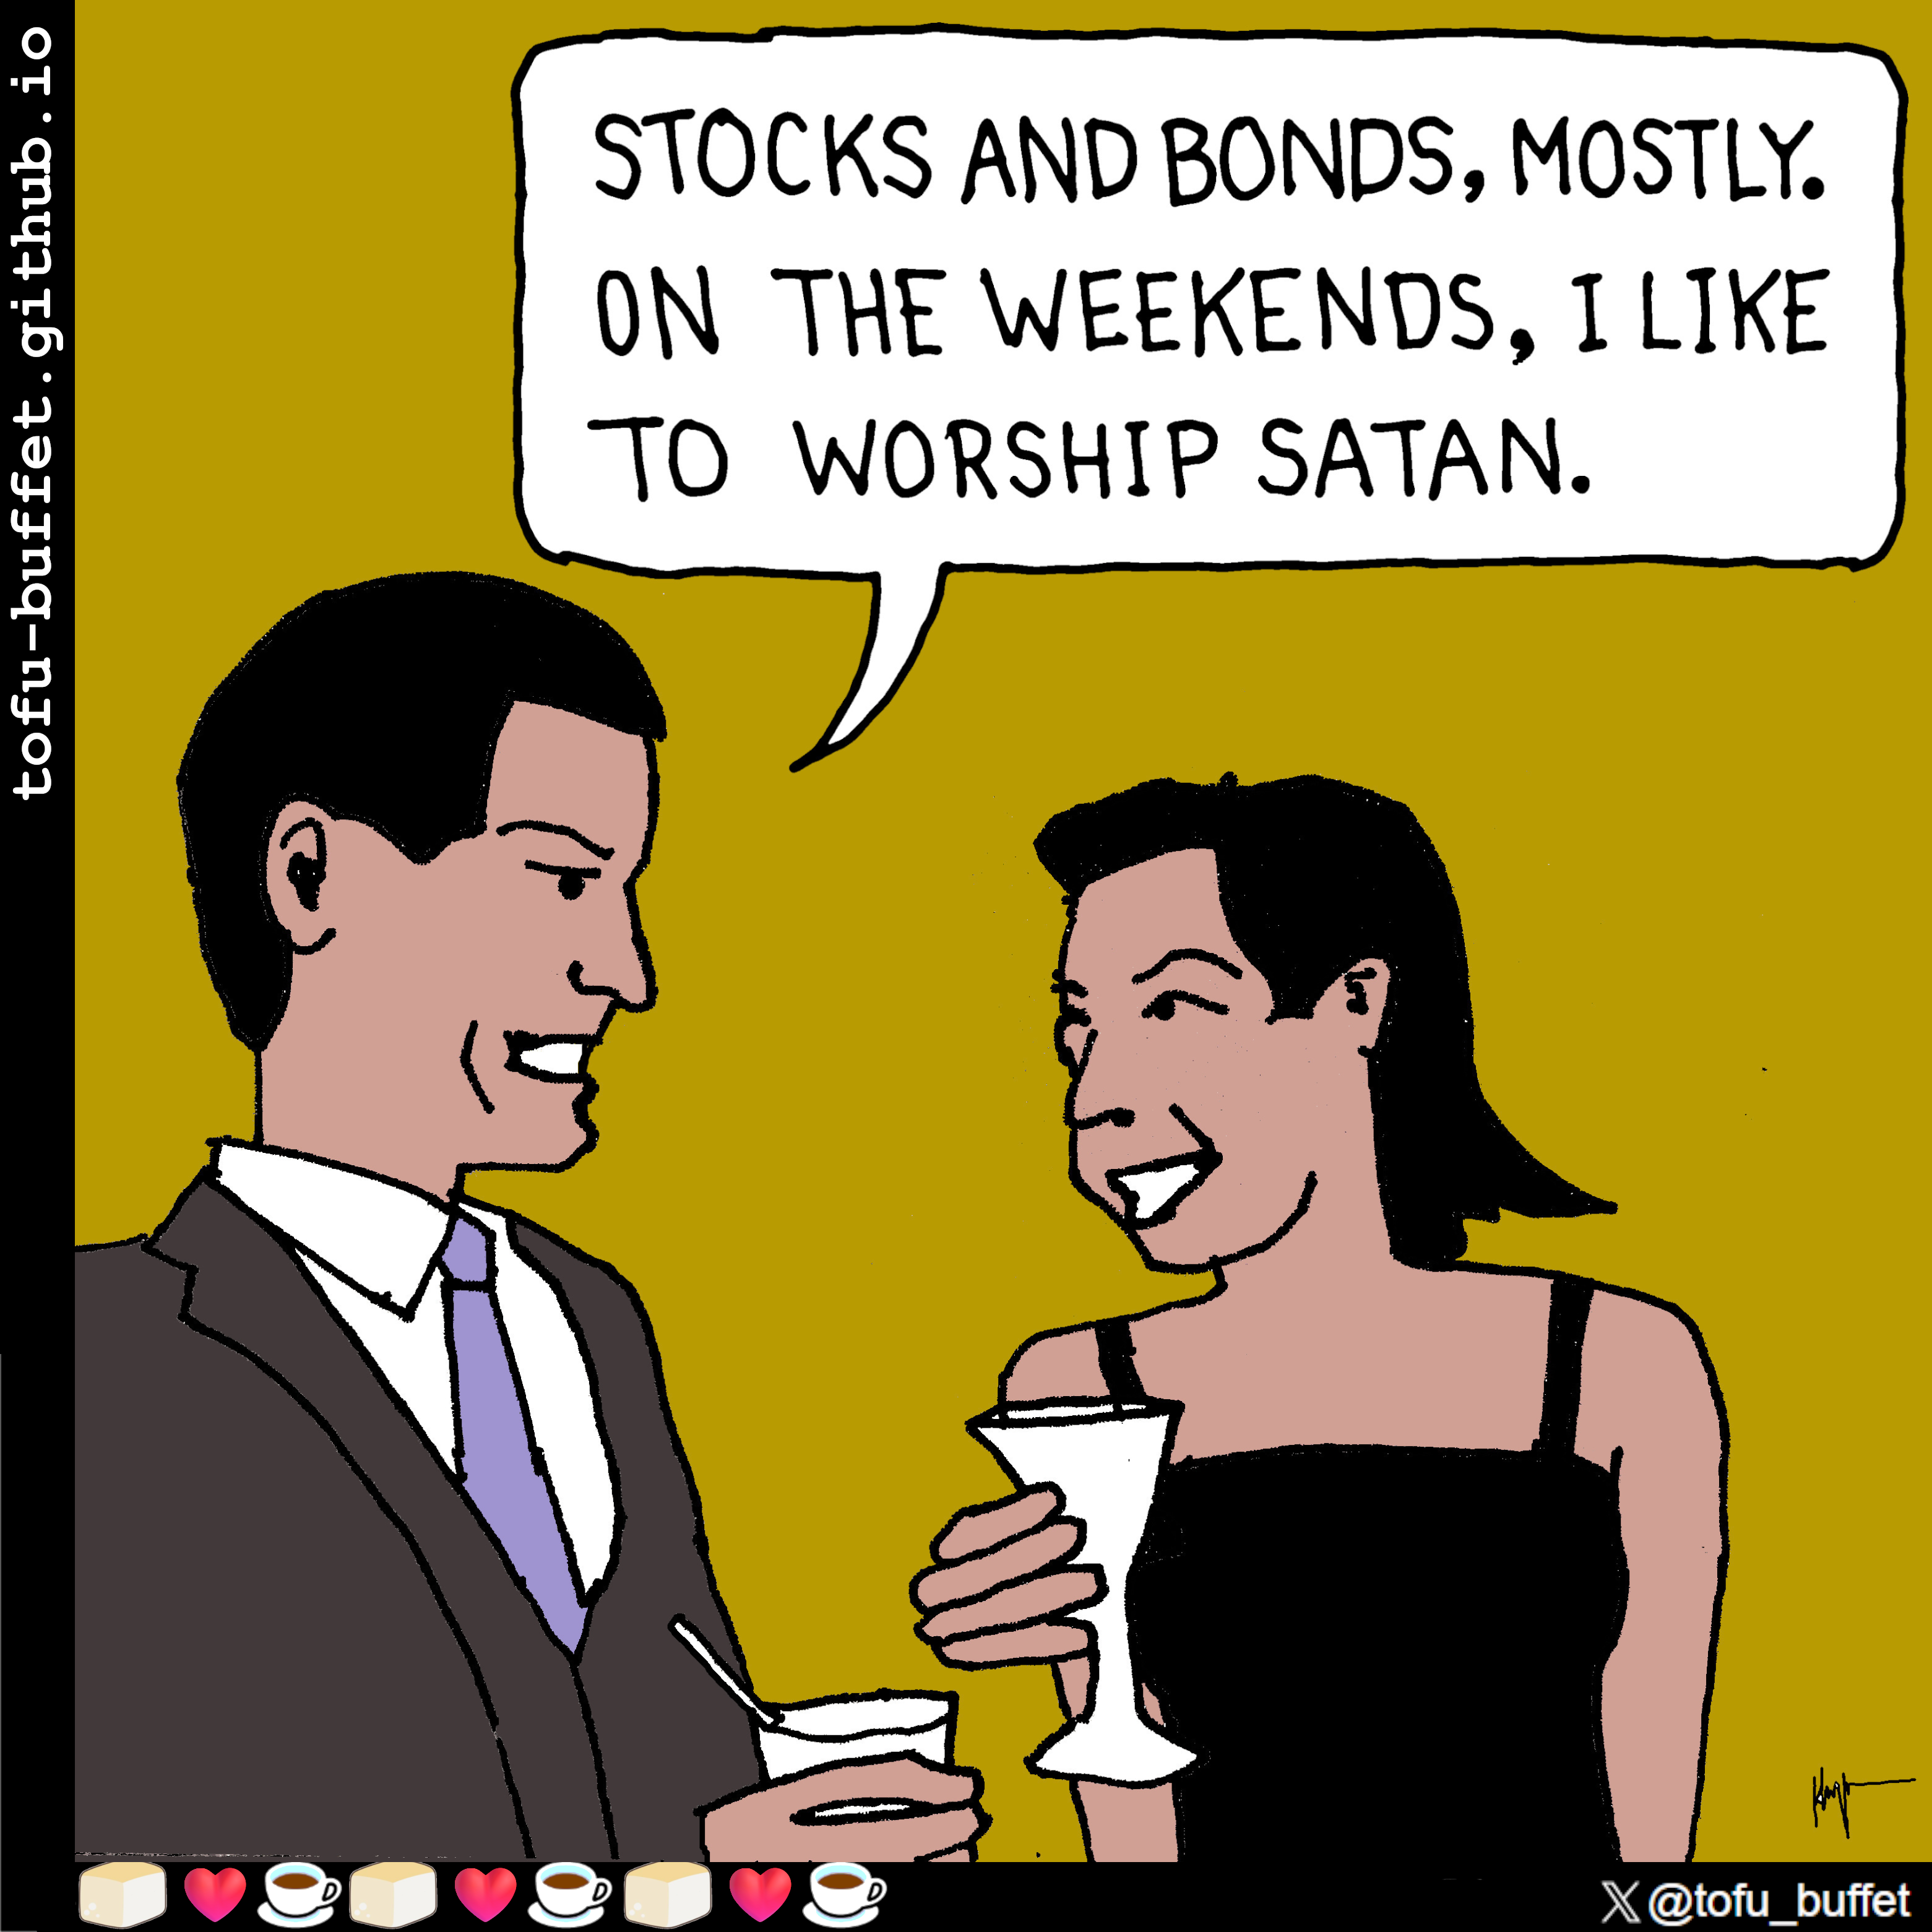 STOCKS AND BONDS, MOSTLY.
ON THE WEEKENDS, I LIKE
TO WORSHIP SATAN.
tofu-buffet.github.io
𝕏 @tofu_buffet